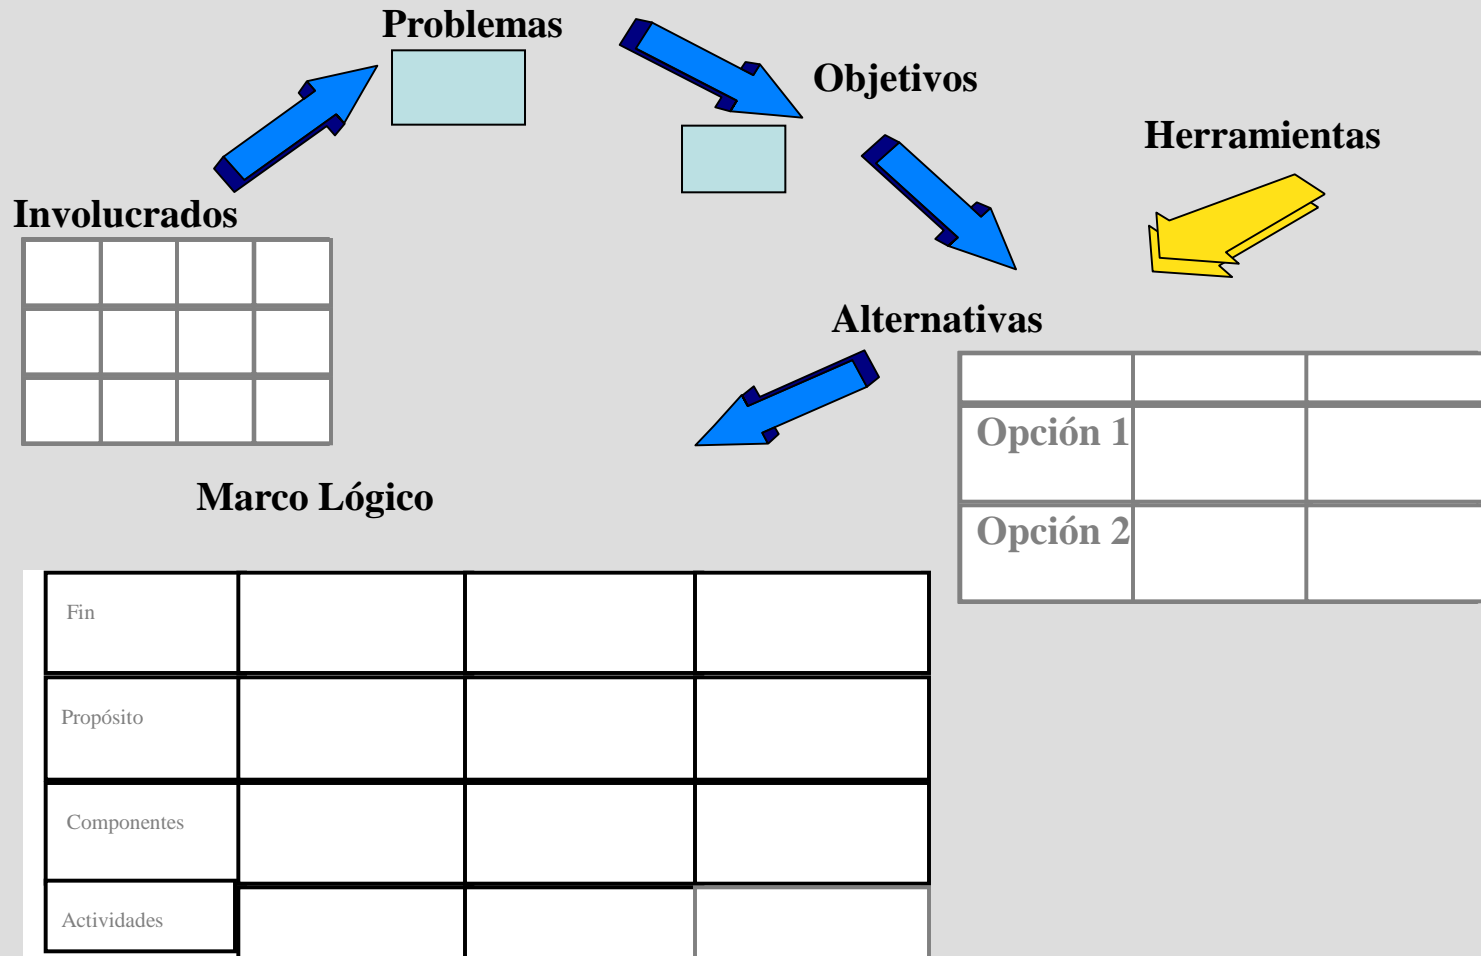 Problemas
Objetivos
Herramientas
Involucrados
Alternativas
Opción 1
Opción 2
Marco Lógico
Fin
Propósito
Componentes
Actividades